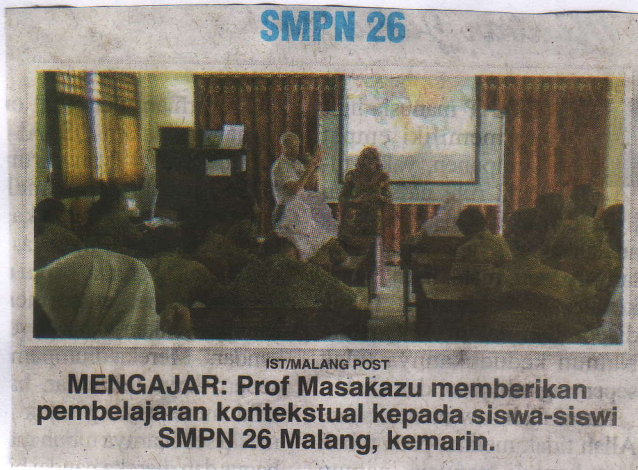 SMPN 26
IST/MALANG POST
MENGAJAR: Prof Masakazu memberikan
pembelajaran kontekstual kepada siswa-siswi
SMPN 26 Malang, kemarin.